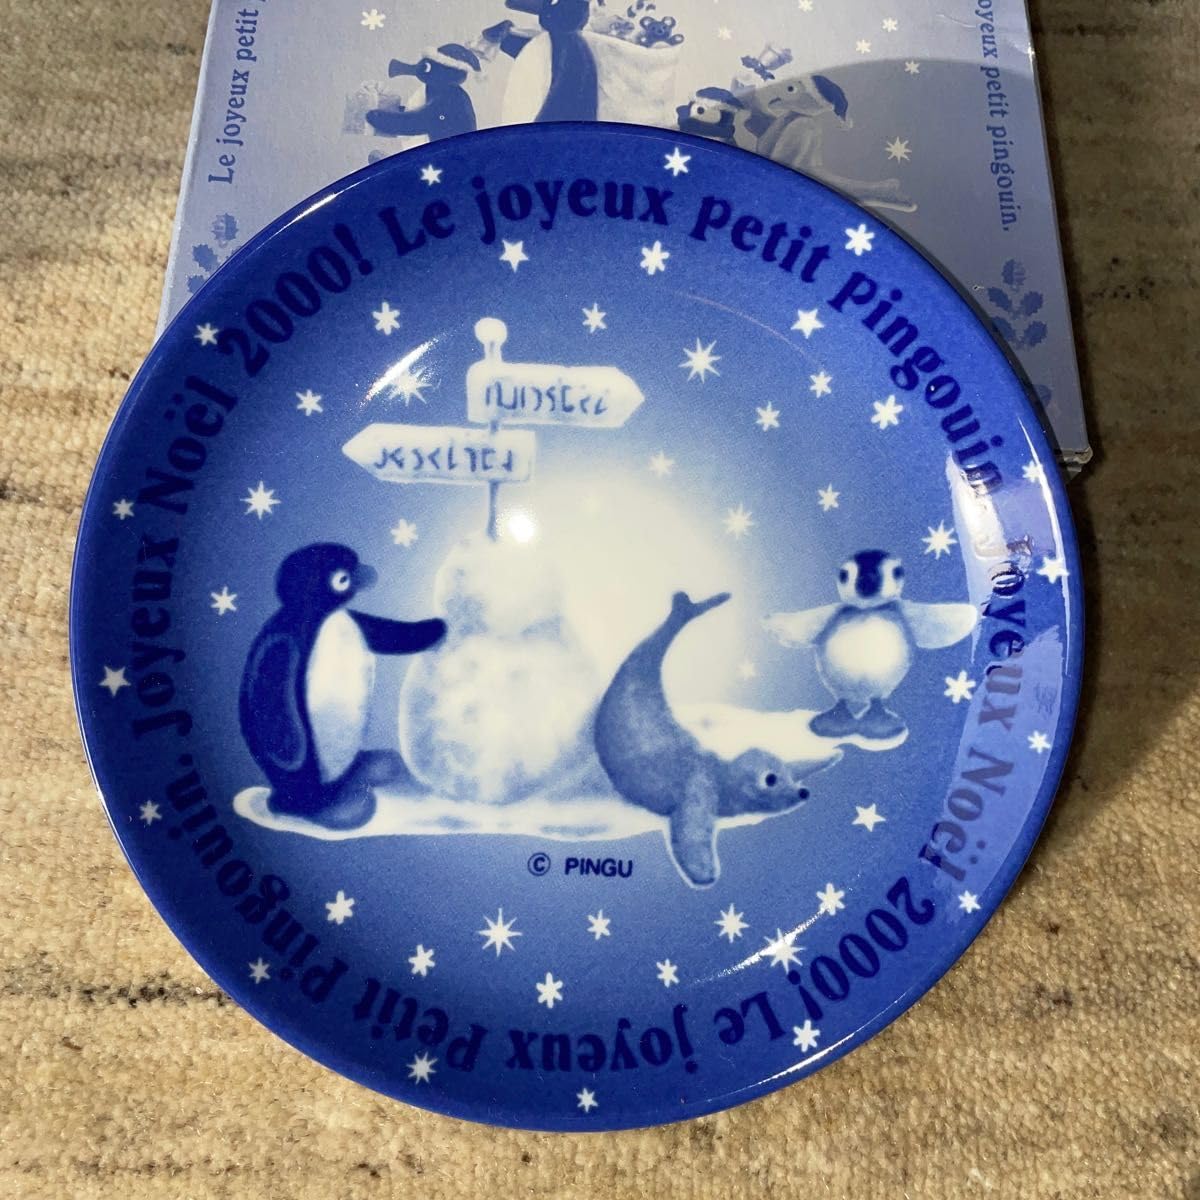 Le joyeux petit
joyeux petit pingouin.
Joyeux Noël 2000! Le joyeux petit pingouin. Joyeux Noël 2000! Le joyeux Petit Pingouin.
© PINGU